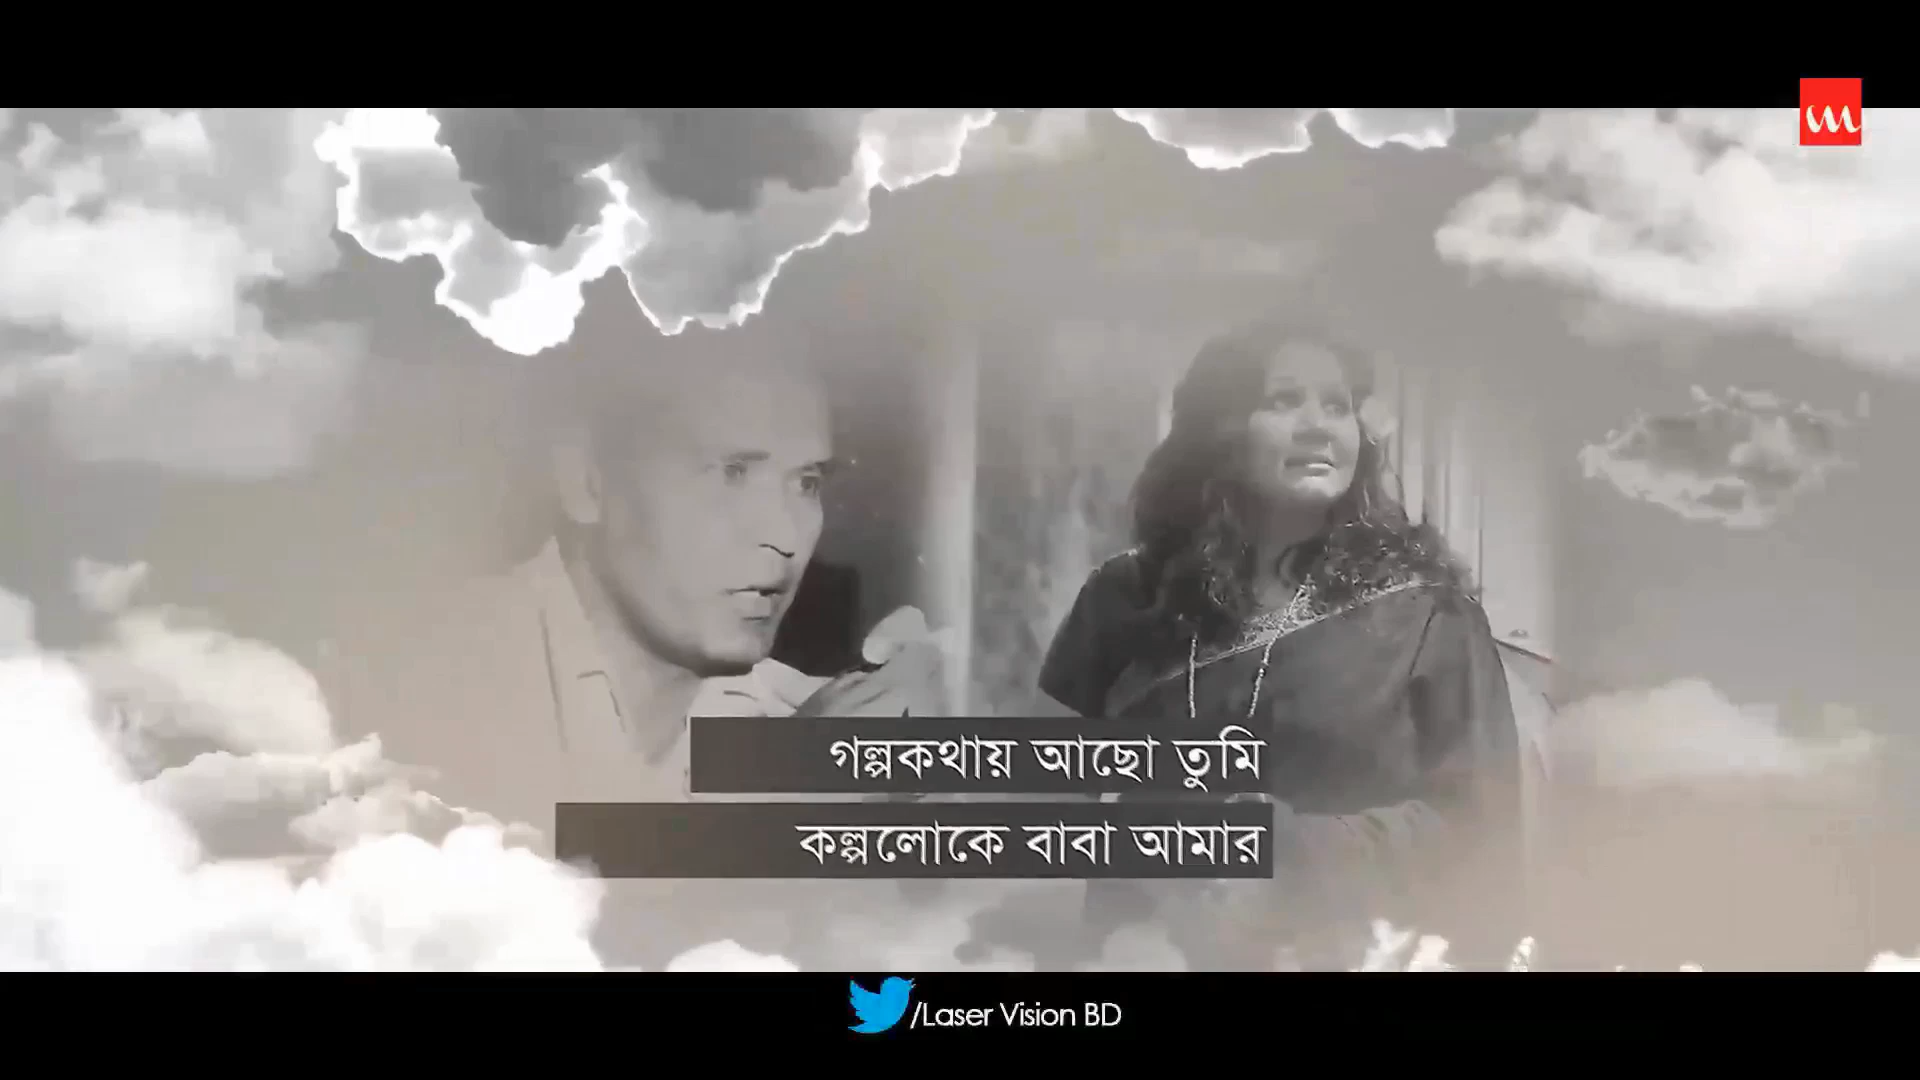 গল্পকথায় আছো তুমি
কল্পলোকে বাবা আমার
/Laser Vision BD